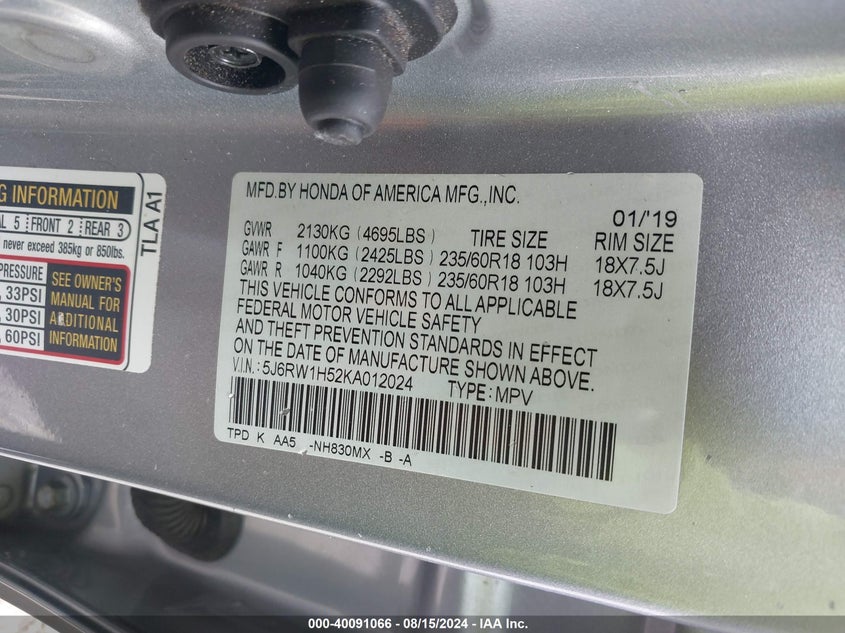 G INFORMATION
AL 5 FRONT 2 REAR 3
never exceed 385kg or 850lbs.
PRESSURE
33PSI
30PSI
60PSI
SEE OWNER'S
MANUAL FOR
ADDITIONAL
INFORMATION
TLA A1
MFD.BY HONDA OF AMERICA MFG.,INC.
01/'19
GVWR 2130KG (4695LBS) TIRE SIZE RIM SIZE
GAWR F 1100KG (2425LBS) 235/60R18 103H 18X7.5J
GAWR R 1040KG (2292LBS) 235/60R18 103H 18X7.5J
THIS VEHICLE CONFORMS TO ALL APPLICABLE
FEDERAL MOTOR VEHICLE SAFETY
AND THEFT PREVENTION STANDARDS IN EFFECT
ON THE DATE OF MANUFACTURE SHOWN ABOVE.
V.I.N.: 5J6RW1H52KA012024 TYPE: MPV
TPD K AA5 -NH830MX -B -A
000-40091066 - 08/15/2024 - IAA Inc.